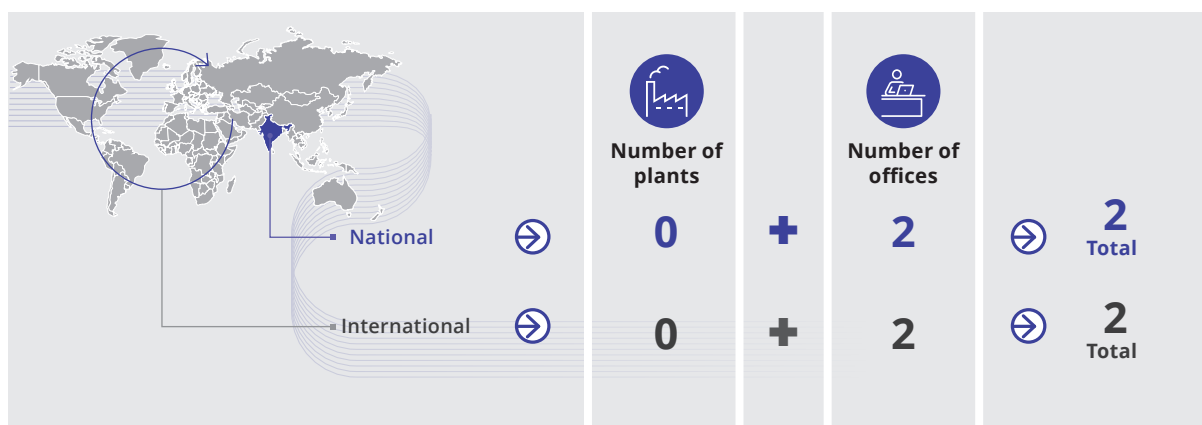 Number of
plants
Number of
offices
National
0 + 2
2
Total
International
0 + 2
2
Total